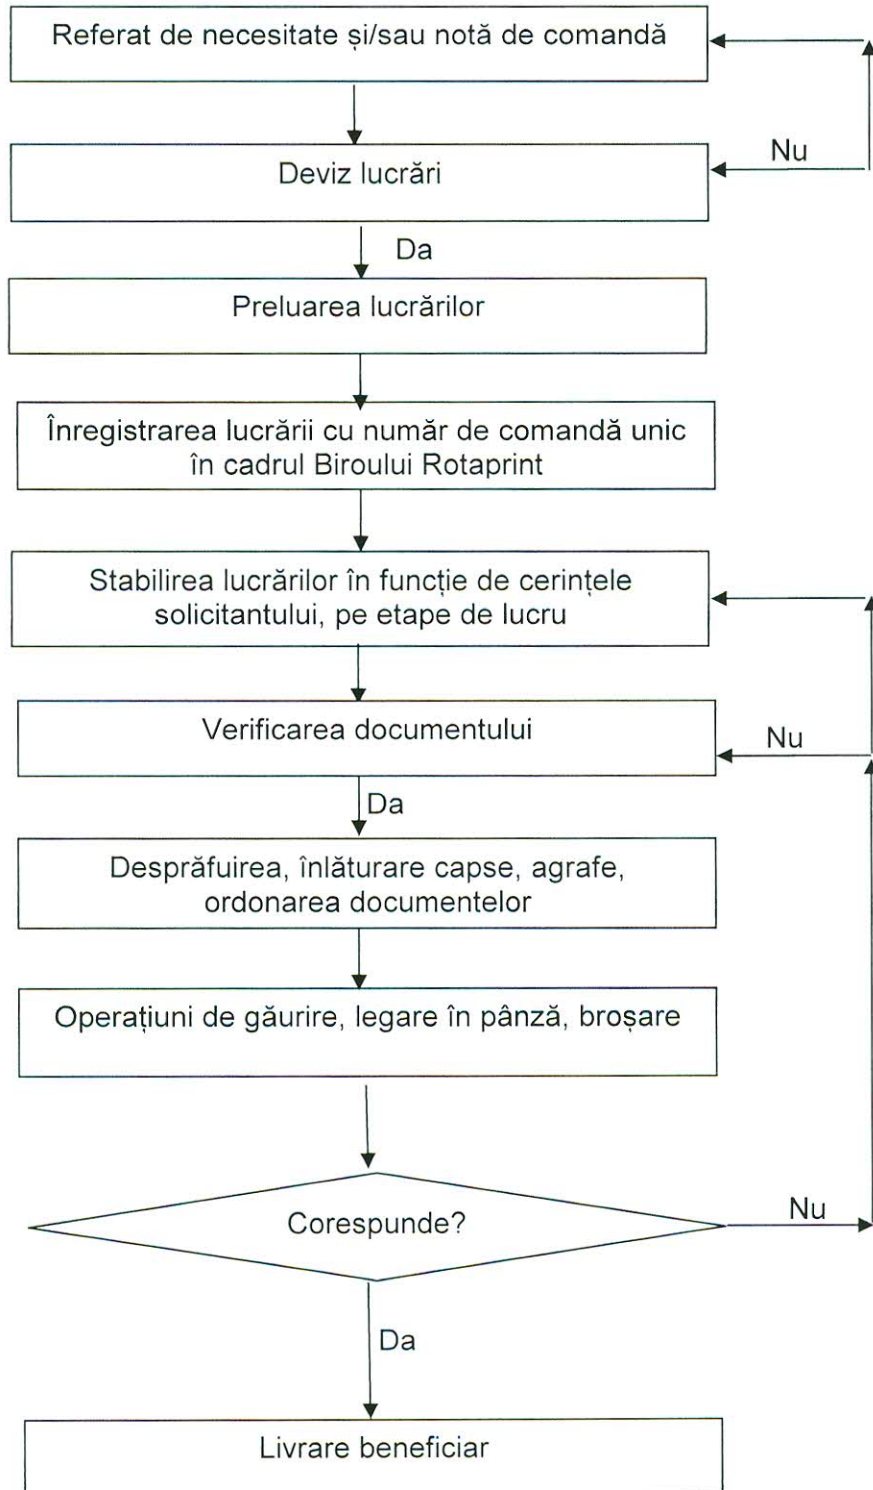 Referat de necesitate și/sau notă de comandă
Nu
Deviz lucrări
Da
Preluarea lucrărilor
Înregistrarea lucrării cu număr de comandă unic
în cadrul Biroului Rotaprint
Stabilirea lucrărilor în funcție de cerințele
solicitantului, pe etape de lucru
Verificarea documentului
Nu
Da
Desprăfuirea, înlăturare capse, agrafe,
ordonarea documentelor
Operațiuni de găurire, legare în pânză, broșare
Corespunde?
Nu
Da
Livrare beneficiar